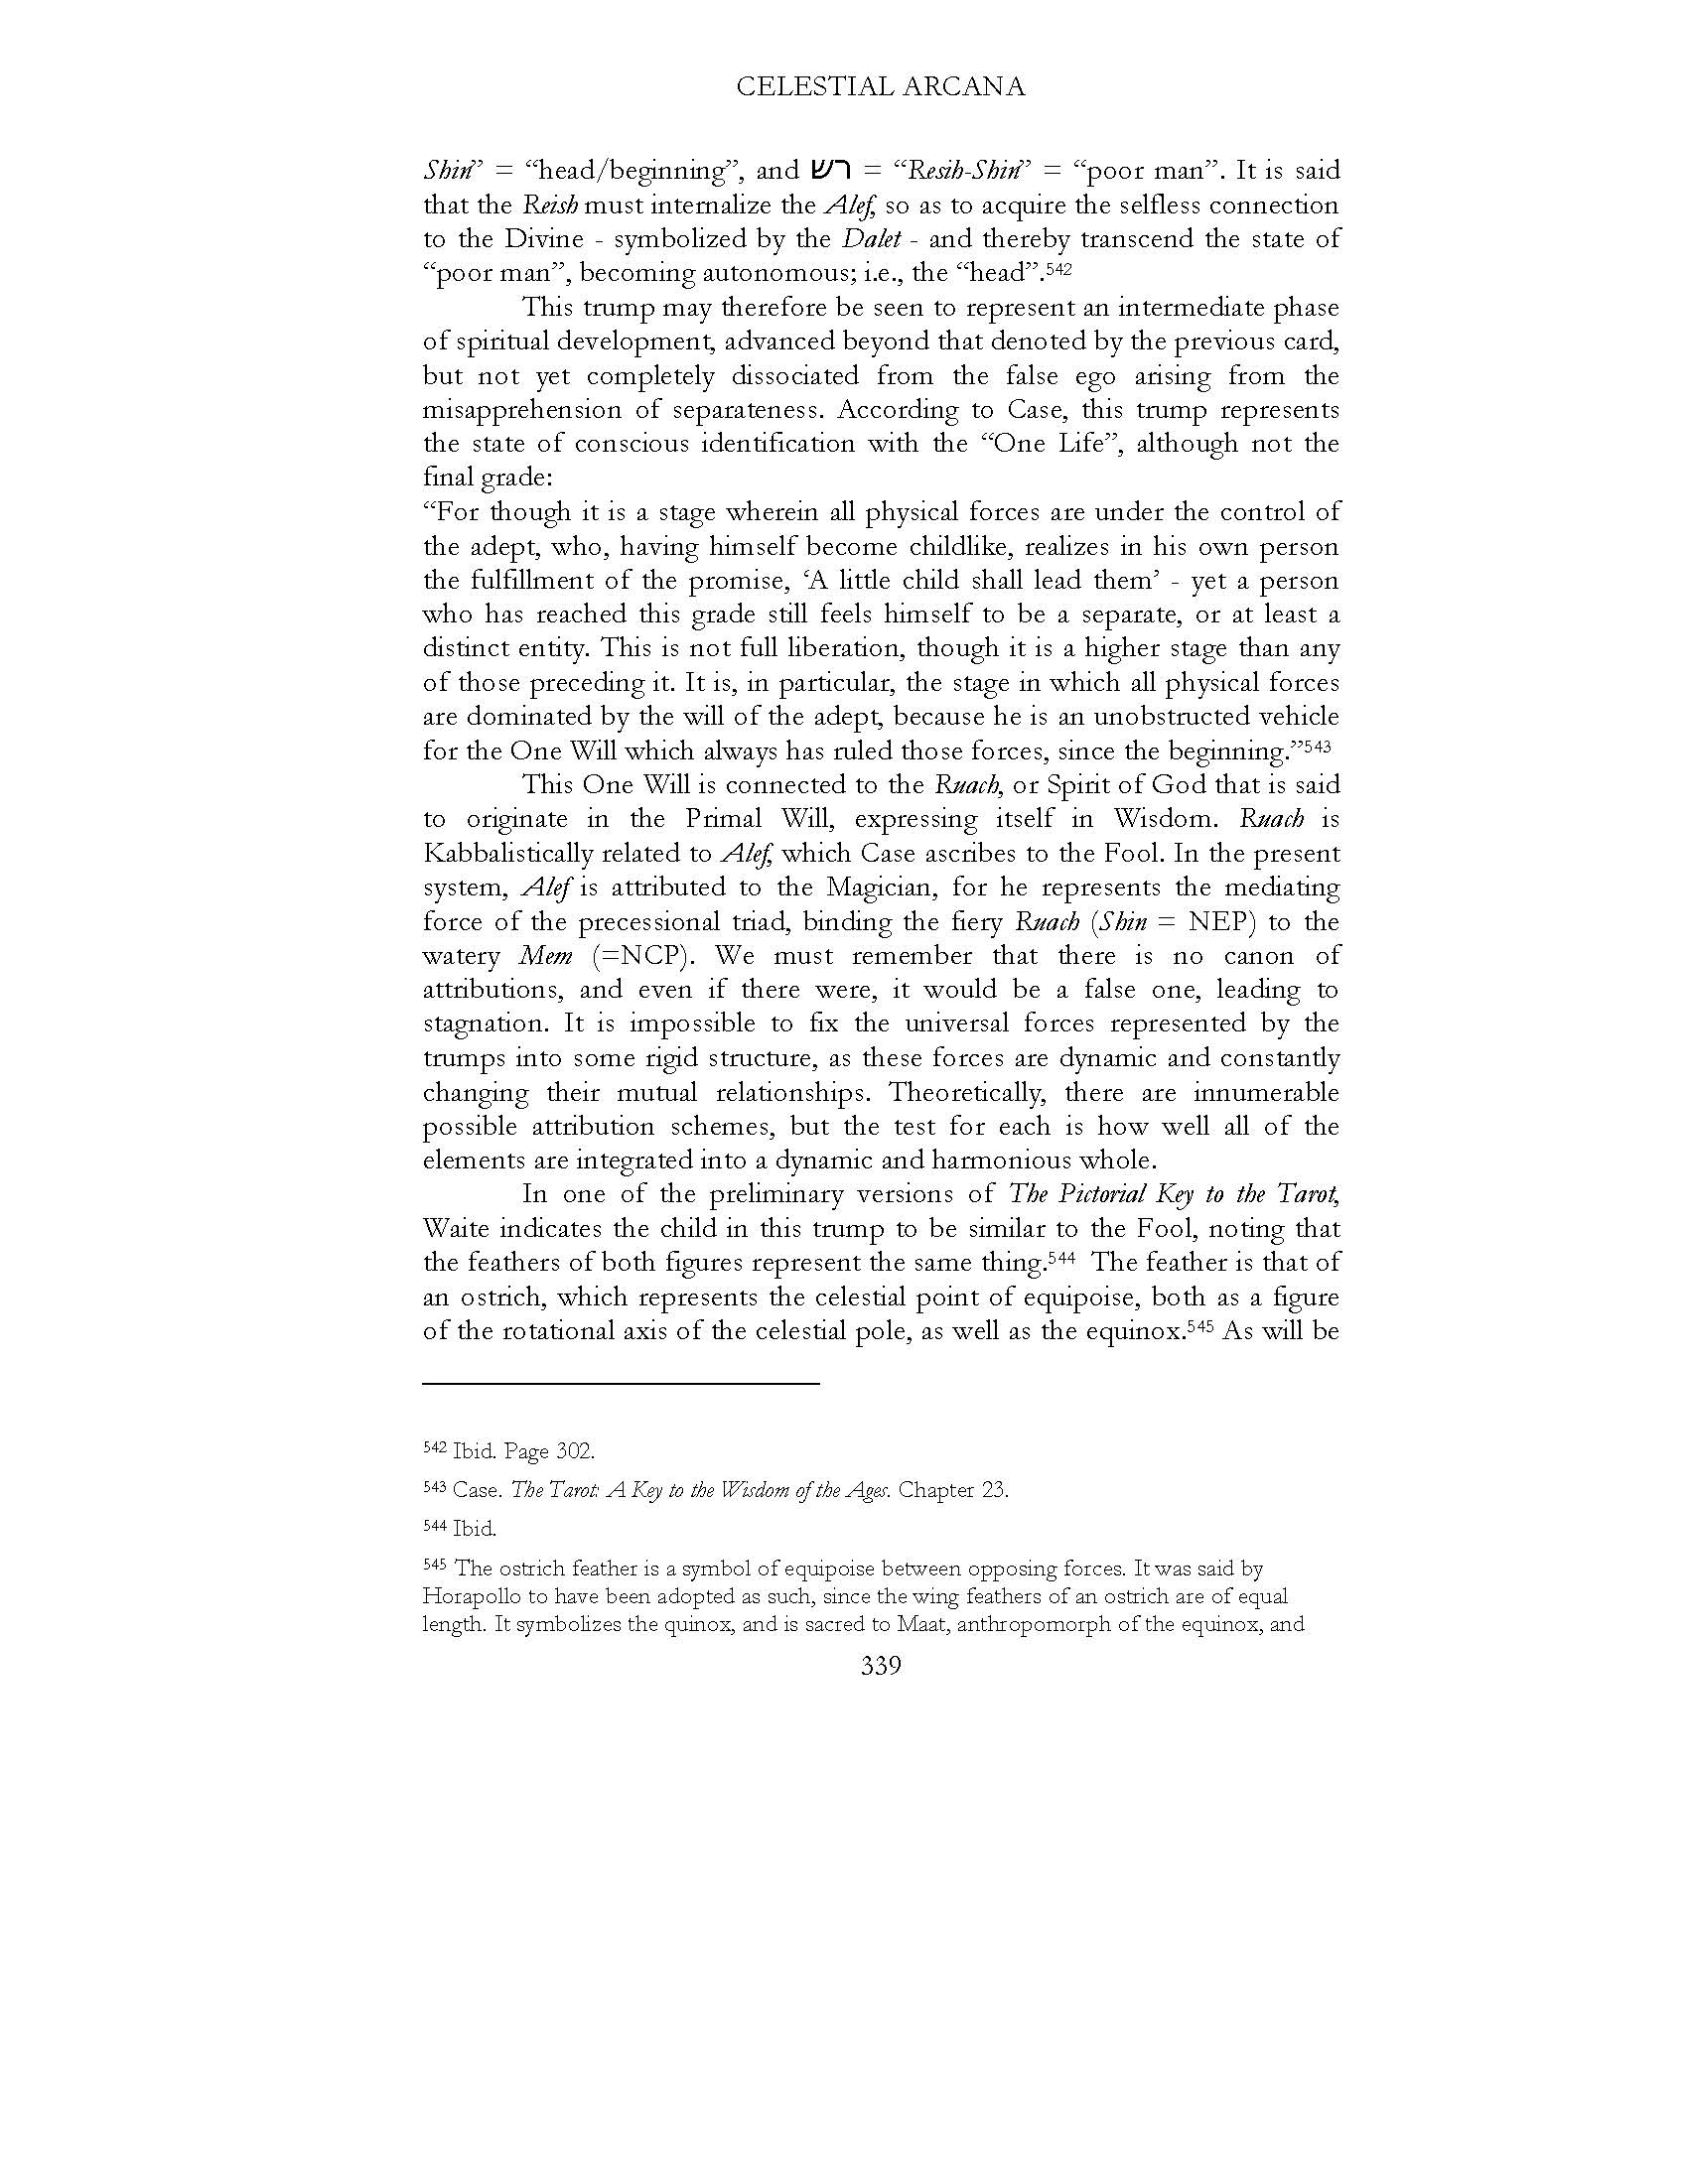 CELESTIAL ARCANA
Shin” = “head/beginning”, and רש = “Resih-Shin” = “poor man”. It is said
that the Reish must internalize the Alef, so as to acquire the selfless connection
to the Divine - symbolized by the Dalet - and thereby transcend the state of
“poor man”, becoming autonomous; i.e., the “head”.542
This trump may therefore be seen to represent an intermediate phase
of spiritual development, advanced beyond that denoted by the previous card,
but not yet completely dissociated from the false ego arising from the
misapprehension of separateness. According to Case, this trump represents
the state of conscious identification with the “One Life”, although not the
final grade:
“For though it is a stage wherein all physical forces are under the control of
the adept, who, having himself become childlike, realizes in his own person
the fulfillment of the promise, ‘A little child shall lead them’ - yet a person
who has reached this grade still feels himself to be a separate, or at least a
distinct entity. This is not full liberation, though it is a higher stage than any
of those preceding it. It is, in particular, the stage in which all physical forces
are dominated by the will of the adept, because he is an unobstructed vehicle
for the One Will which always has ruled those forces, since the beginning.”543
This One Will is connected to the Ruach, or Spirit of God that is said
to originate in the Primal Will, expressing itself in Wisdom. Ruach is
Kabbalistically related to Alef, which Case ascribes to the Fool. In the present
system, Alef is attributed to the Magician, for he represents the mediating
force of the precessional triad, binding the fiery Ruach (Shin = NEP) to the
watery Mem (=NCP). We must remember that there is no canon of
attributions, and even if there were, it would be a false one, leading to
stagnation. It is impossible to fix the universal forces represented by the
trumps into some rigid structure, as these forces are dynamic and constantly
changing their mutual relationships. Theoretically, there are innumerable
possible attribution schemes, but the test for each is how well all of the
elements are integrated into a dynamic and harmonious whole.
In one of the preliminary versions of The Pictorial Key to the Tarot,
Waite indicates the child in this trump to be similar to the Fool, noting that
the feathers of both figures represent the same thing.544 The feather is that of
an ostrich, which represents the celestial point of equipoise, both as a figure
of the rotational axis of the celestial pole, as well as the equinox.545 As will be
542 Ibid. Page 302.
543 Case. The Tarot: A Key to the Wisdom of the Ages. Chapter 23.
544 Ibid.
545 The ostrich feather is a symbol of equipoise between opposing forces. It was said by
Horapollo to have been adopted as such, since the wing feathers of an ostrich are of equal
length. It symbolizes the quinox, and is sacred to Maat, anthropomorph of the equinox, and
339